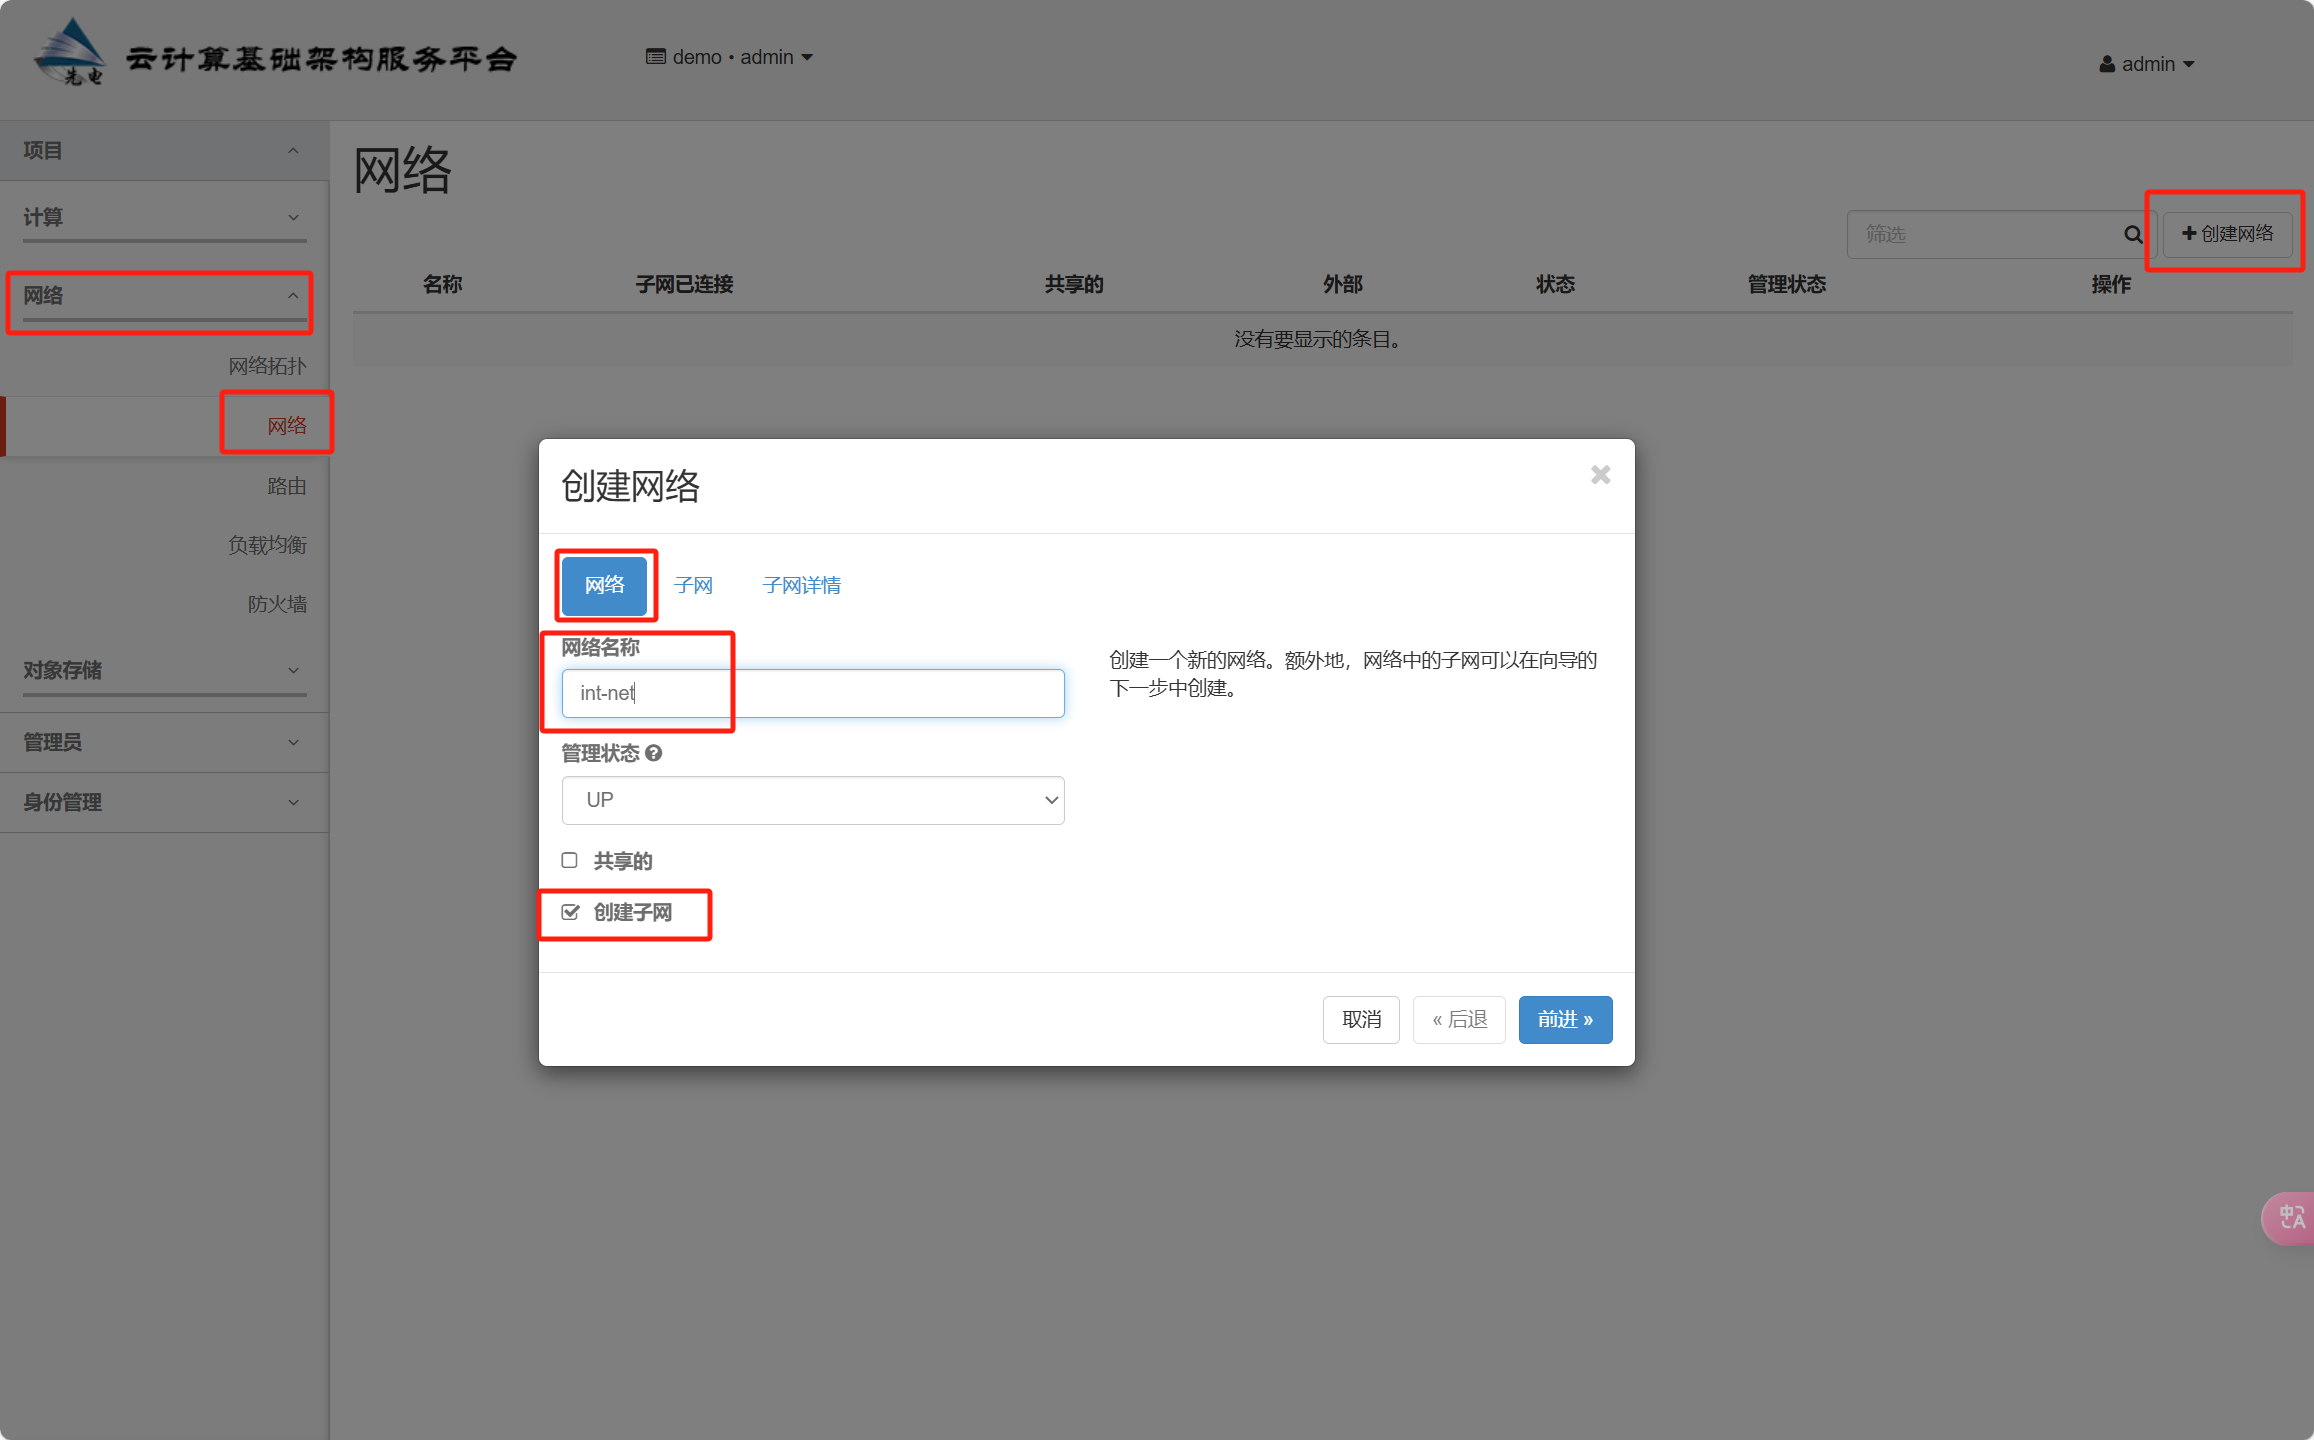 先电
云计算基础架构服务平台
demo • admin
admin
项目
计算
网络
网络拓扑
网络
路由
负载均衡
防火墙
对象存储
管理员
身份管理
网络
筛选
创建网络
名称 子网已连接 共享的 外部 状态 管理状态 操作
没有要显示的条目。
创建网络
网络 子网 子网详情
网络名称
int-net
管理状态
UP
共享的
创建子网
创建一个新的网络。额外地，网络中的子网可以在向导的
下一步中创建。
取消 « 后退 前进 »
中A